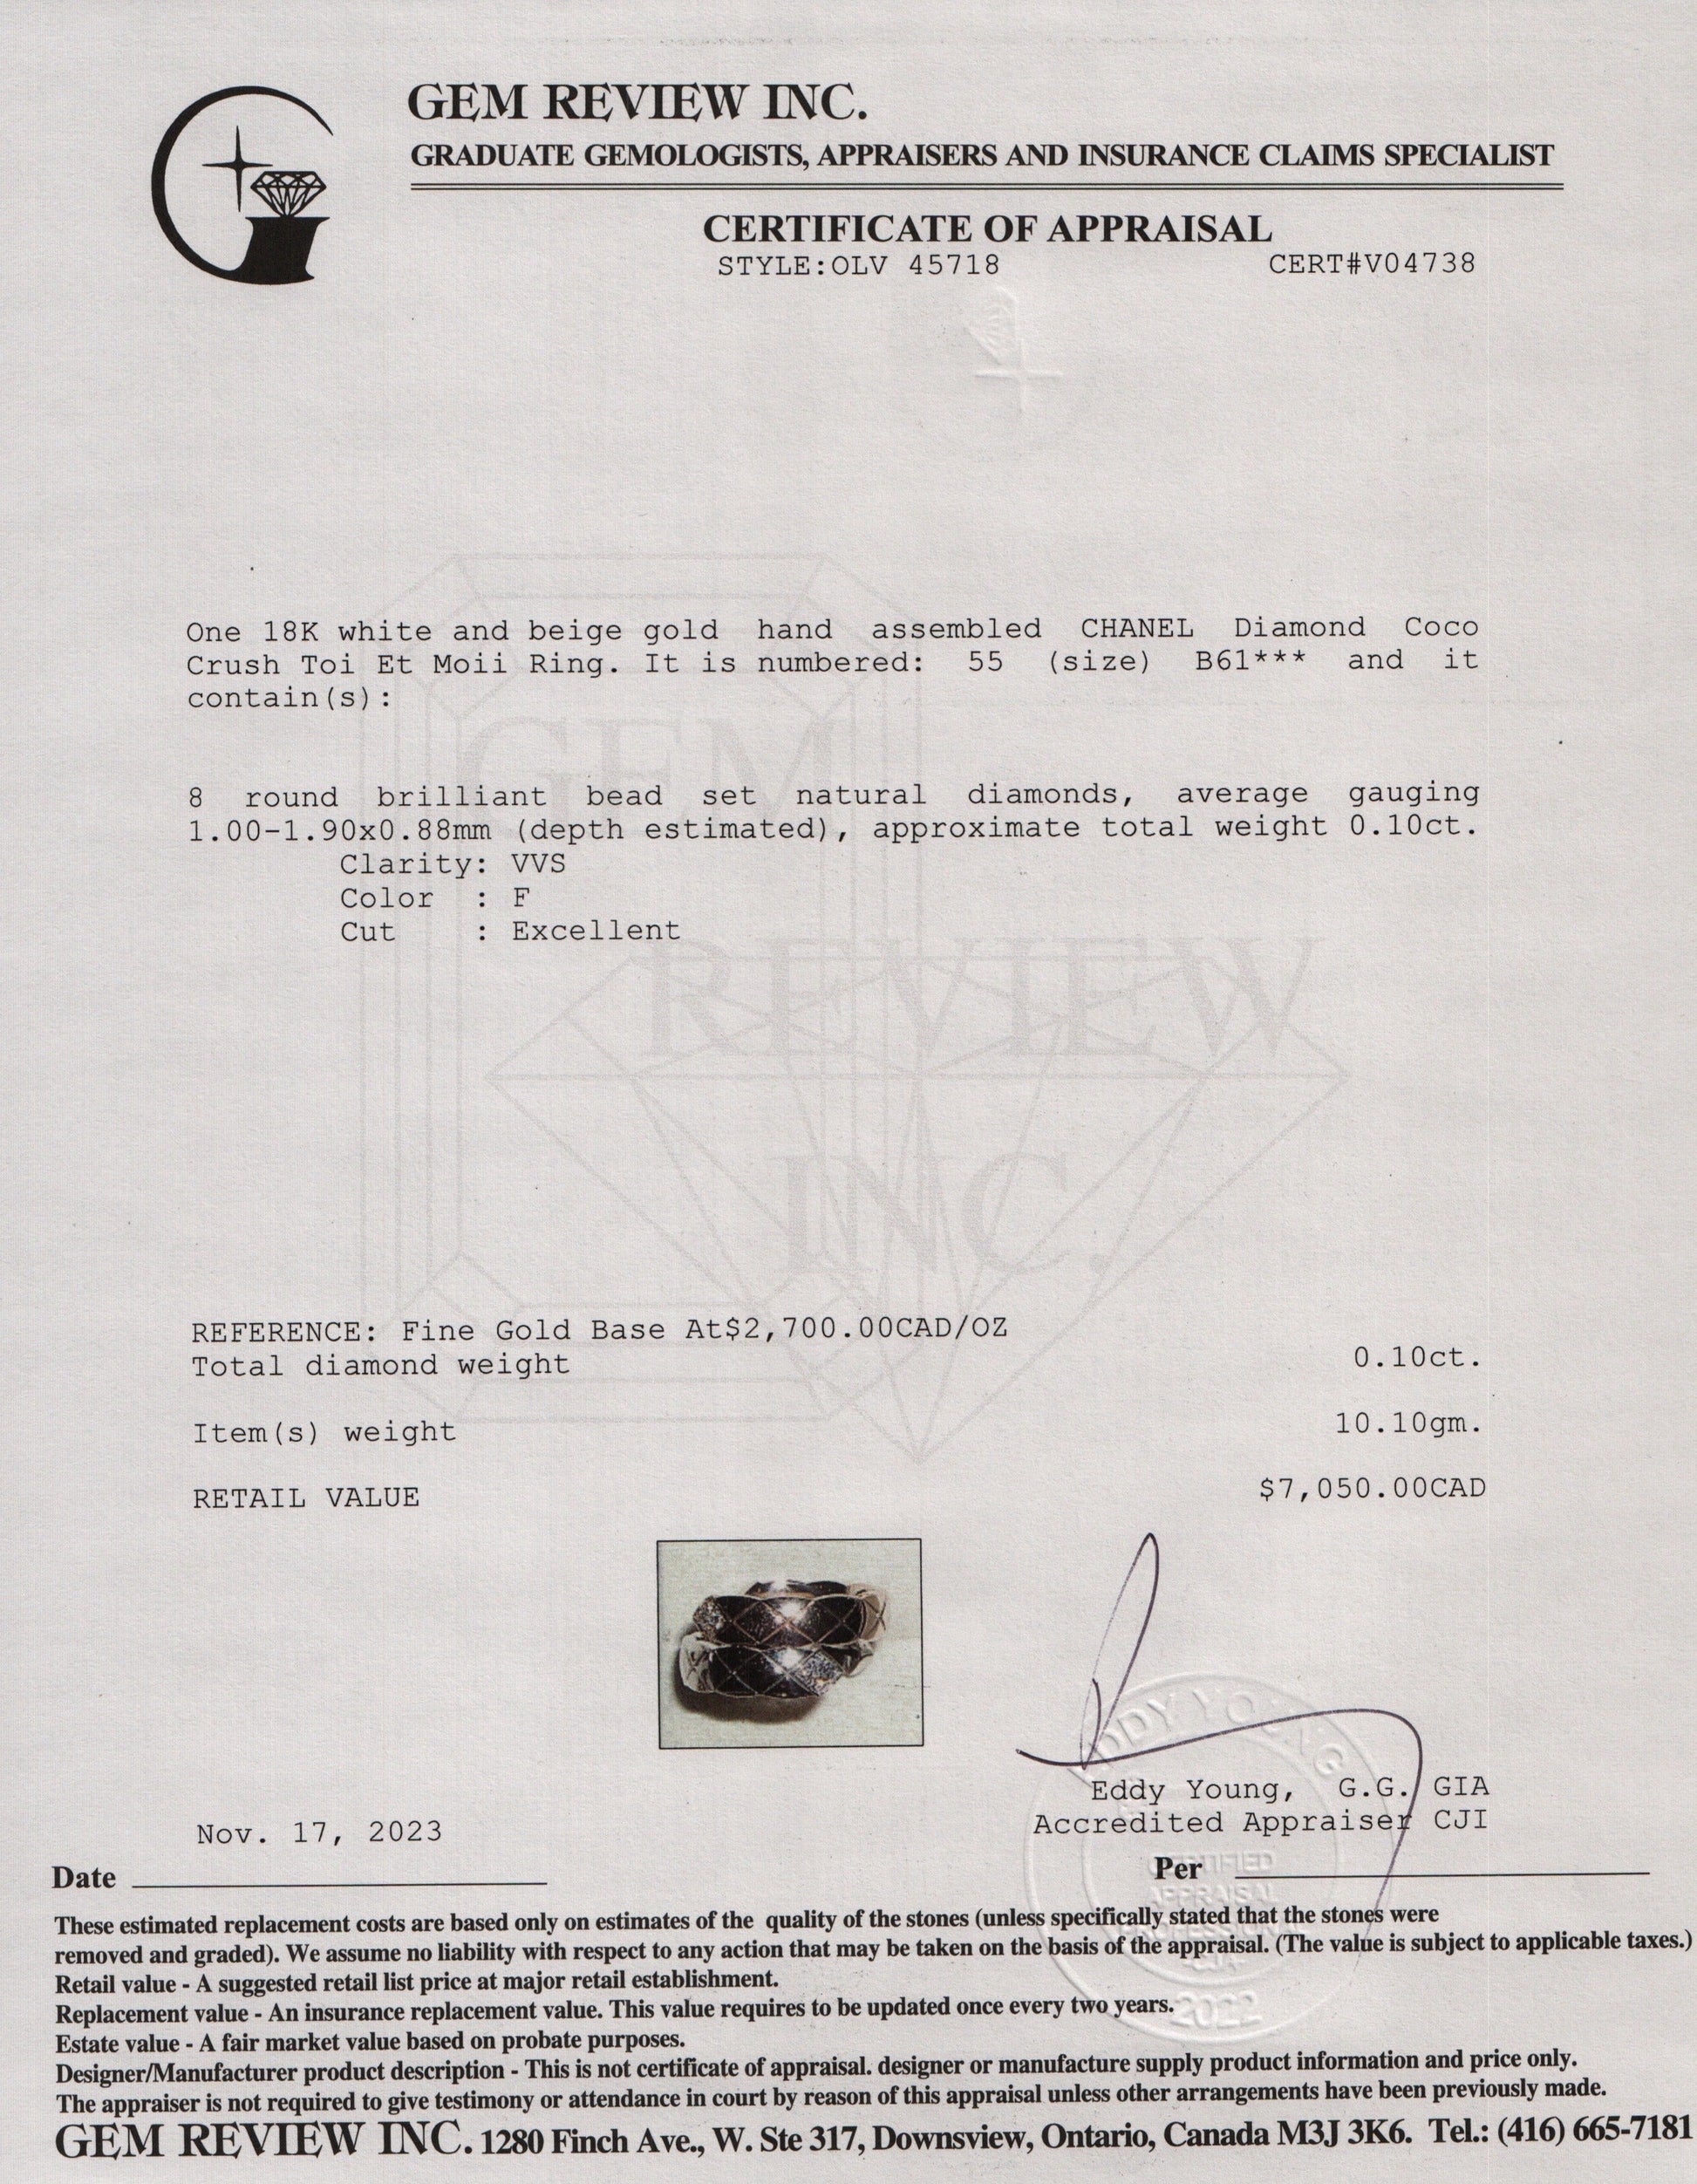 GEM REVIEW INC.
GRADUATE GEMOLOGISTS, APPRAISERS AND INSURANCE CLAIMS SPECIALIST
CERTIFICATE OF APPRAISAL
STYLE:OLV 45718 CERT#V04738
One 18K white and beige gold hand assembled CHANEL Diamond Coco
Crush Toi Et Moii Ring. It is numbered: 55 (size) B61*** and it
contain(s):
8 round brilliant bead set natural diamonds, average gauging
1.00-1.90x0.88mm (depth estimated), approximate total weight 0.10ct.
Clarity: VVS
Color : F
Cut : Excellent
GEM
REVIEW
INC.
REFERENCE: Fine Gold Base At$2,700.00CAD/OZ
Total diamond weight 0.10ct.
Item(s) weight 10.10gm.
RETAIL VALUE $7,050.00CAD
EDDY YOUNG
Eddy Young, G.G. GIA
Accredited Appraiser CJI
Nov. 17, 2023
Date
Per
CERTIFIED
APPRAISAL
PROFESSIONAL
2022
These estimated replacement costs are based only on estimates of the quality of the stones (unless specifically stated that the stones were
removed and graded). We assume no liability with respect to any action that may be taken on the basis of the appraisal. (The value is subject to applicable taxes.)
Retail value - A suggested retail list price at major retail establishment.
Replacement value - An insurance replacement value. This value requires to be updated once every two years.
Estate value - A fair market value based on probate purposes.
Designer/Manufacturer product description - This is not certificate of appraisal. designer or manufacture supply product information and price only.
The appraiser is not required to give testimony or attendance in court by reason of this appraisal unless other arrangements have been previously made.
GEM REVIEW INC. 1280 Finch Ave., W. Ste 317, Downsview, Ontario, Canada M3J 3K6. Tel.: (416) 665-7181